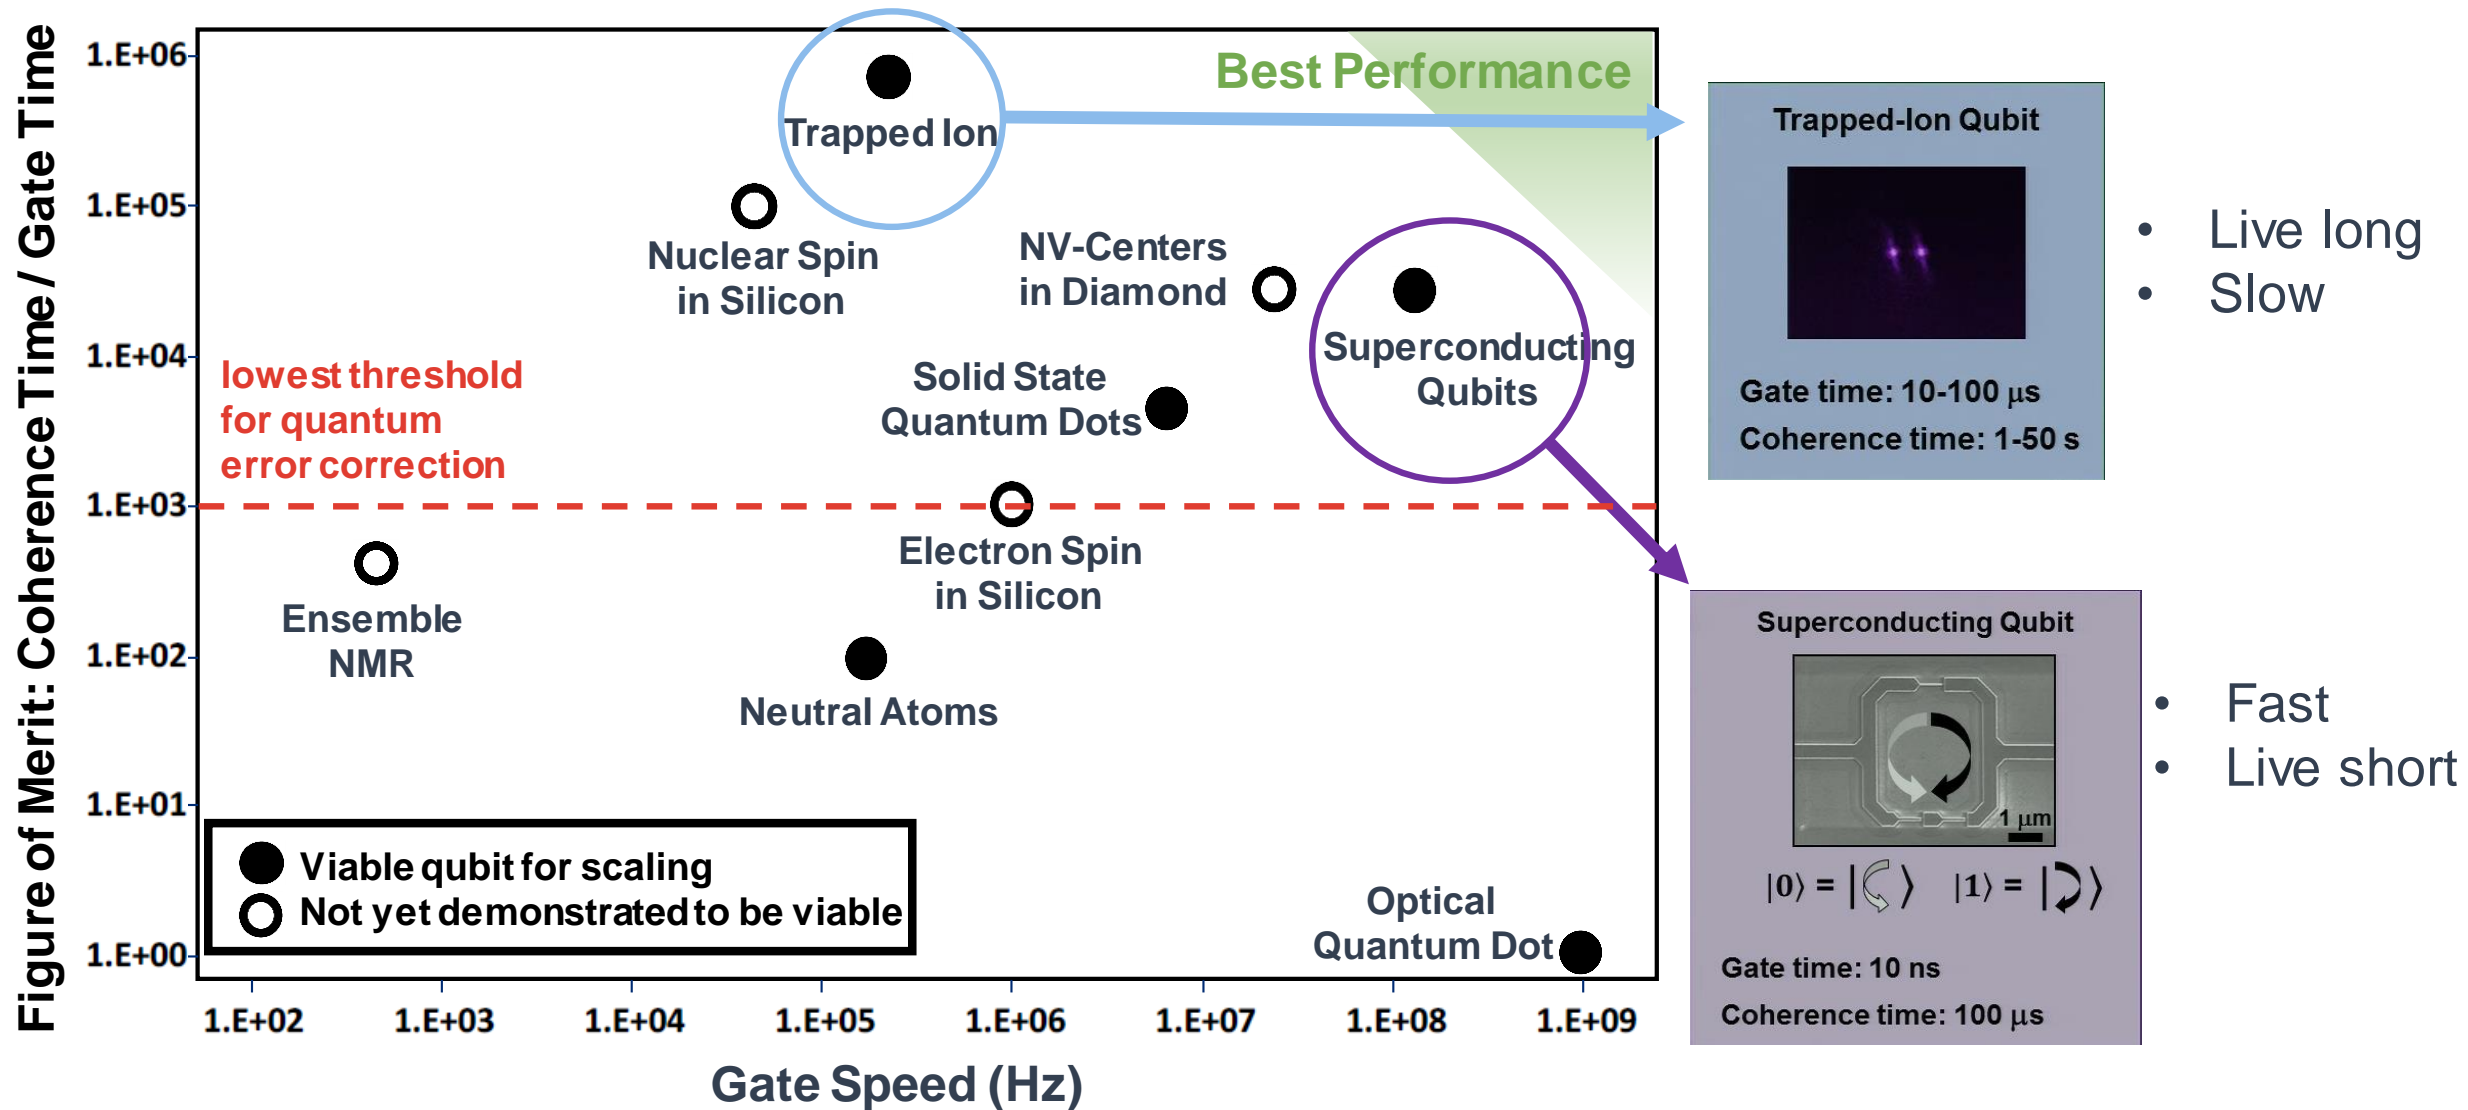 Figure of Merit: Coherence Time / Gate Time
1.E+06
1.E+05
1.E+04
1.E+03
1.E+02
1.E+01
1.E+00
Best Performance
Trapped Ion
Nuclear Spin
in Silicon
NV-Centers
in Diamond
Superconducting
Qubits
Solid State
Quantum Dots
lowest threshold
for quantum
error correction
Electron Spin
in Silicon
Ensemble
NMR
Neutral Atoms
Optical
Quantum Dot
Viable qubit for scaling
Not yet demonstrated to be viable
1.E+02 1.E+03 1.E+04 1.E+05 1.E+06 1.E+07 1.E+08 1.E+09
Gate Speed (Hz)
Trapped-Ion Qubit
Gate time: 10-100 μs
Coherence time: 1-50 s
• Live long
• Slow
Superconducting Qubit
1 μm
|0⟩ = | ⟩ |1⟩ = | ⟩
Gate time: 10 ns
Coherence time: 100 μs
• Fast
• Live short